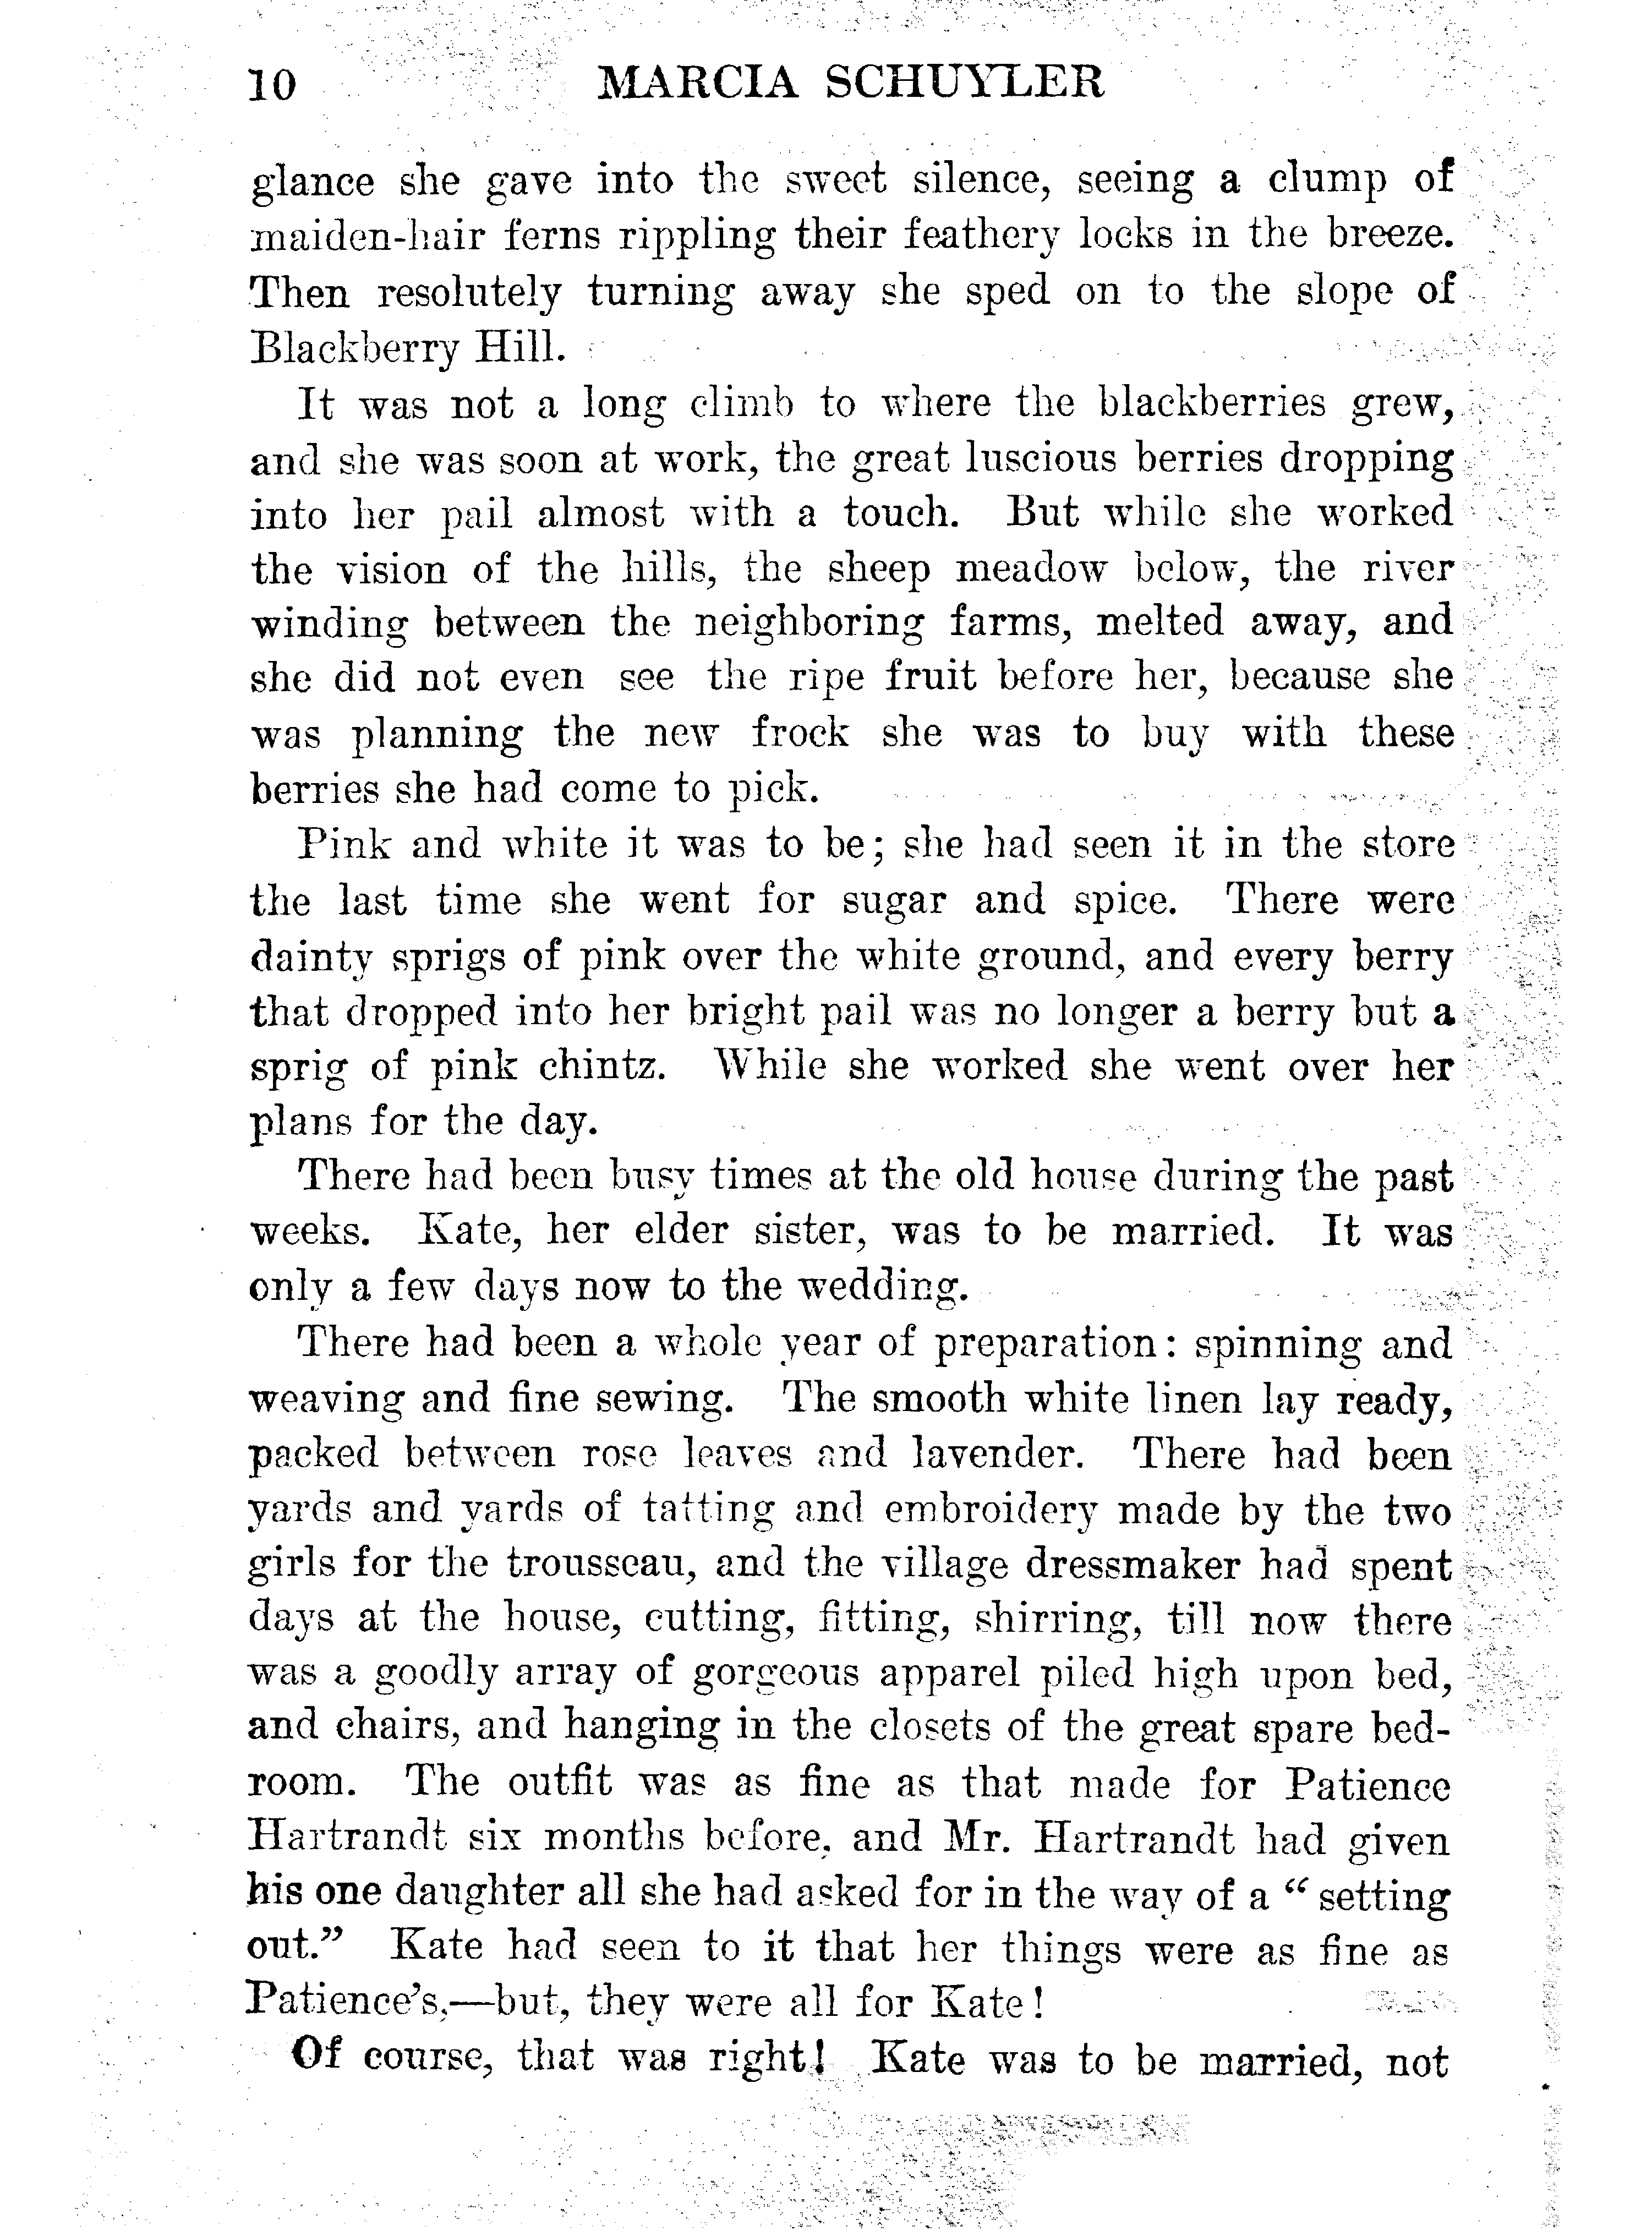 10 MARCIA SCHUYLER
glance she gave into the sweet silence, seeing a clump of
maiden-hair ferns rippling their feathery locks in the breeze.
Then resolutely turning away she sped on to the slope of
Blackberry Hill.
It was not a long climb to where the blackberries grew,
and she was soon at work, the great luscious berries dropping
into her pail almost with a touch. But while she worked
the vision of the hills, the sheep meadow below, the river
winding between the neighboring farms, melted away, and
she did not even see the ripe fruit before her, because she
was planning the new frock she was to buy with these
berries she had come to pick.
Pink and white it was to be; she had seen it in the store
the last time she went for sugar and spice. There were
dainty sprigs of pink over the white ground, and every berry
that dropped into her bright pail was no longer a berry but a
sprig of pink chintz. While she worked she went over her
plans for the day.
There had been busy times at the old house during the past
weeks. Kate, her elder sister, was to be married. It was
only a few days now to the wedding.
There had been a whole year of preparation: spinning and
weaving and fine sewing. The smooth white linen lay ready,
packed between rose leaves and lavender. There had been
yards and yards of tatting and embroidery made by the two
girls for the trousseau, and the village dressmaker had spent
days at the house, cutting, fitting, shirring, till now there
was a goodly array of gorgeous apparel piled high upon bed,
and chairs, and hanging in the closets of the great spare bed-
room. The outfit was as fine as that made for Patience
Hartrandt six months before, and Mr. Hartrandt had given
his one daughter all she had asked for in the way of a “ setting
out.” Kate had seen to it that her things were as fine as
Patience’s,—but, they were all for Kate!
Of course, that was right! Kate was to be married, not